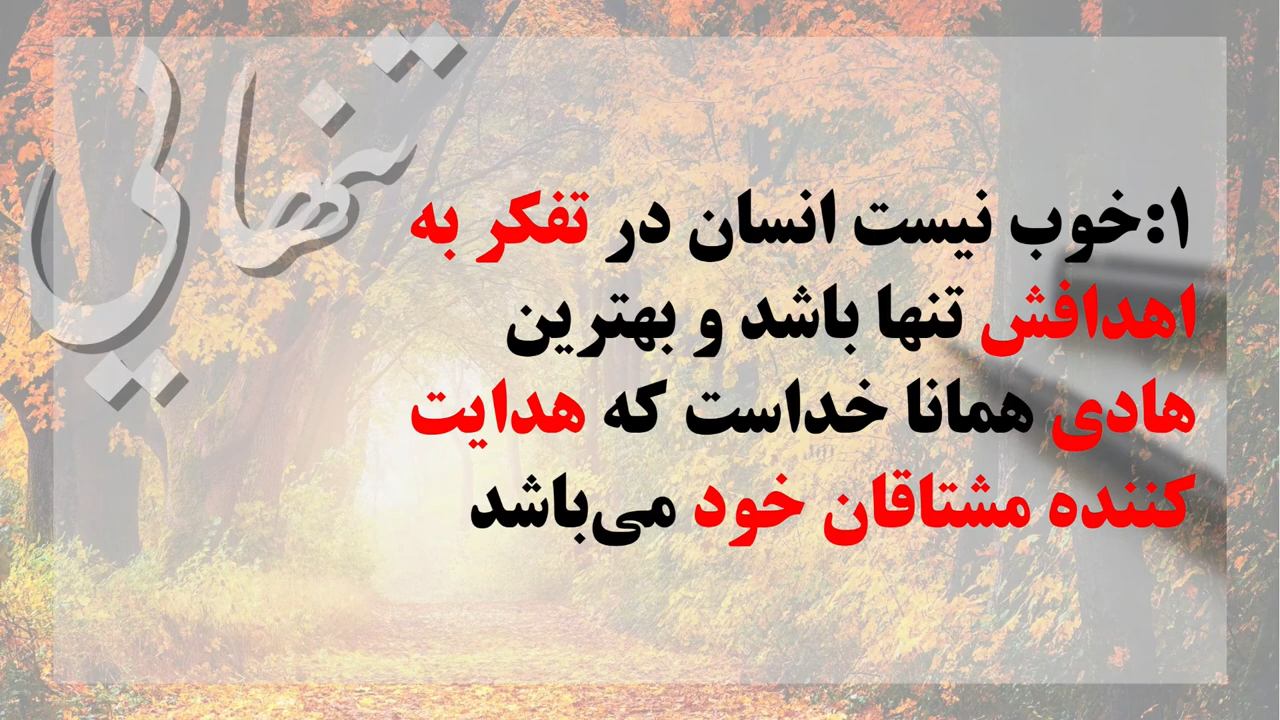 تنهایی
۱:خوب نیست انسان در تفکر به
اهدافش تنها باشد و بهترین
هادی همانا خداست که هدایت
کننده مشتاقان خود می‌باشد